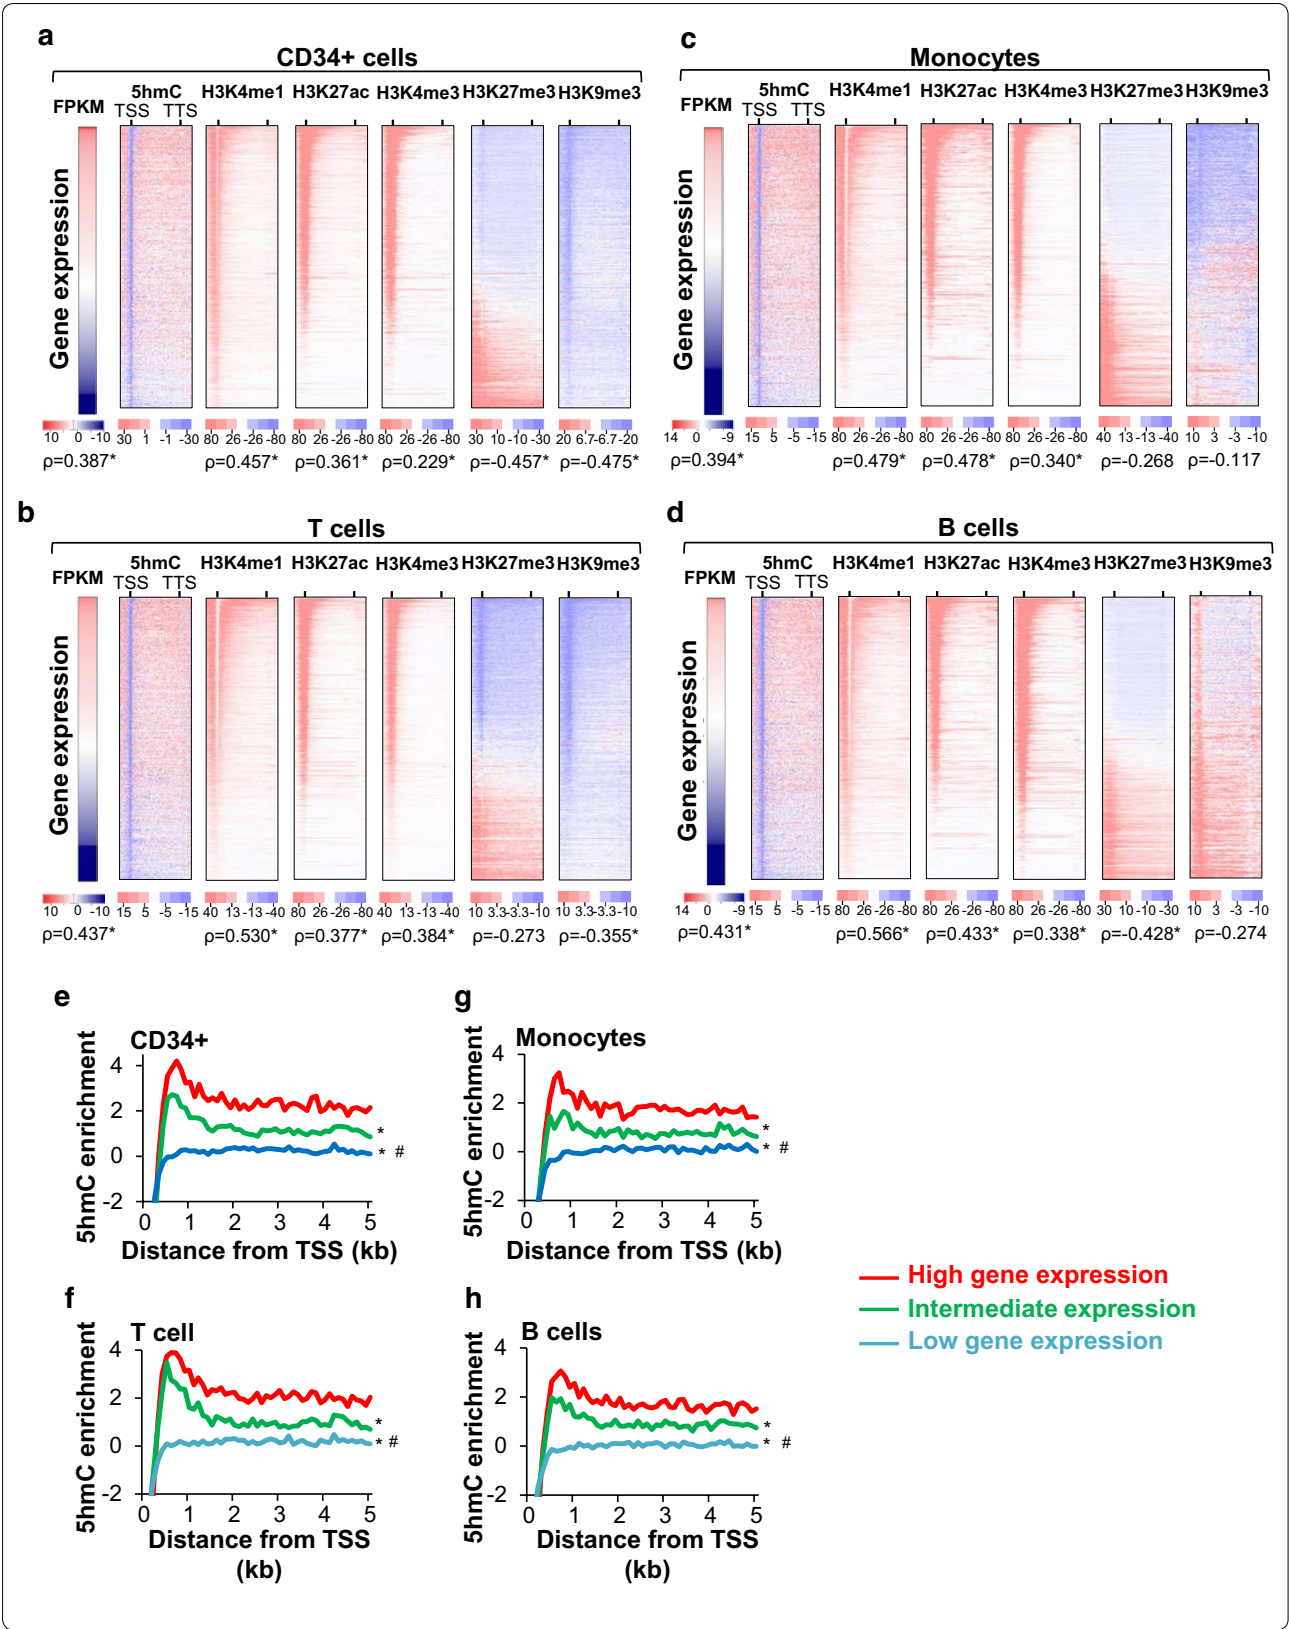 a
CD34+ cells
FPKM
5hmC
TSS TTS
H3K4me1 H3K27ac H3K4me3 H3K27me3 H3K9me3
Gene expression
10 0 -10
30 1 -1 -30
80 26 -26 -80
80 26 -26 -80
80 26 -26 -80
30 10 -10 -30
20 6.7 -6.7 -20
ρ=0.387* ρ=0.457* ρ=0.361* ρ=0.229* ρ=-0.457* ρ=-0.475*
c
Monocytes
FPKM
5hmC
TSS TTS
H3K4me1 H3K27ac H3K4me3 H3K27me3 H3K9me3
Gene expression
14 0 -9
15 5 -5 -15
80 26 -26 -80
80 26 -26 -80
80 26 -26 -80
40 13 -13 -40
10 3 -3 -10
ρ=0.394* ρ=0.479* ρ=0.478* ρ=0.340* ρ=-0.268 ρ=-0.117
b
T cells
FPKM
5hmC
TSS TTS
H3K4me1 H3K27ac H3K4me3 H3K27me3 H3K9me3
Gene expression
10 0 -10
15 5 -5 -15
40 13 -13 -40
80 26 -26 -80
40 13 -13 -40
10 3.3 -3.3 -10
10 3.3 -3.3 -10
ρ=0.437* ρ=0.530* ρ=0.377* ρ=0.384* ρ=-0.273 ρ=-0.355*
d
B cells
FPKM
5hmC
TSS TTS
H3K4me1 H3K27ac H3K4me3 H3K27me3 H3K9me3
Gene expression
14 0 -9
15 5 -5 -15
80 26 -26 -80
80 26 -26 -80
80 26 -26 -80
30 10 -10 -30
10 3 -3 -10
ρ=0.431* ρ=0.566* ρ=0.433* ρ=0.338* ρ=-0.428* ρ=-0.274
e
CD34+
5hmC enrichment
4
2
0
-2
*
* #
0 1 2 3 4 5
Distance from TSS (kb)
g
Monocytes
5hmC enrichment
4
2
0
-2
*
* #
0 1 2 3 4 5
Distance from TSS (kb)
f
T cell
5hmC enrichment
4
2
0
-2
*
* #
0 1 2 3 4 5
Distance from TSS
(kb)
h
B cells
5hmC enrichment
4
2
0
-2
*
* #
0 1 2 3 4 5
Distance from TSS
(kb)
High gene expression
Intermediate expression
Low gene expression